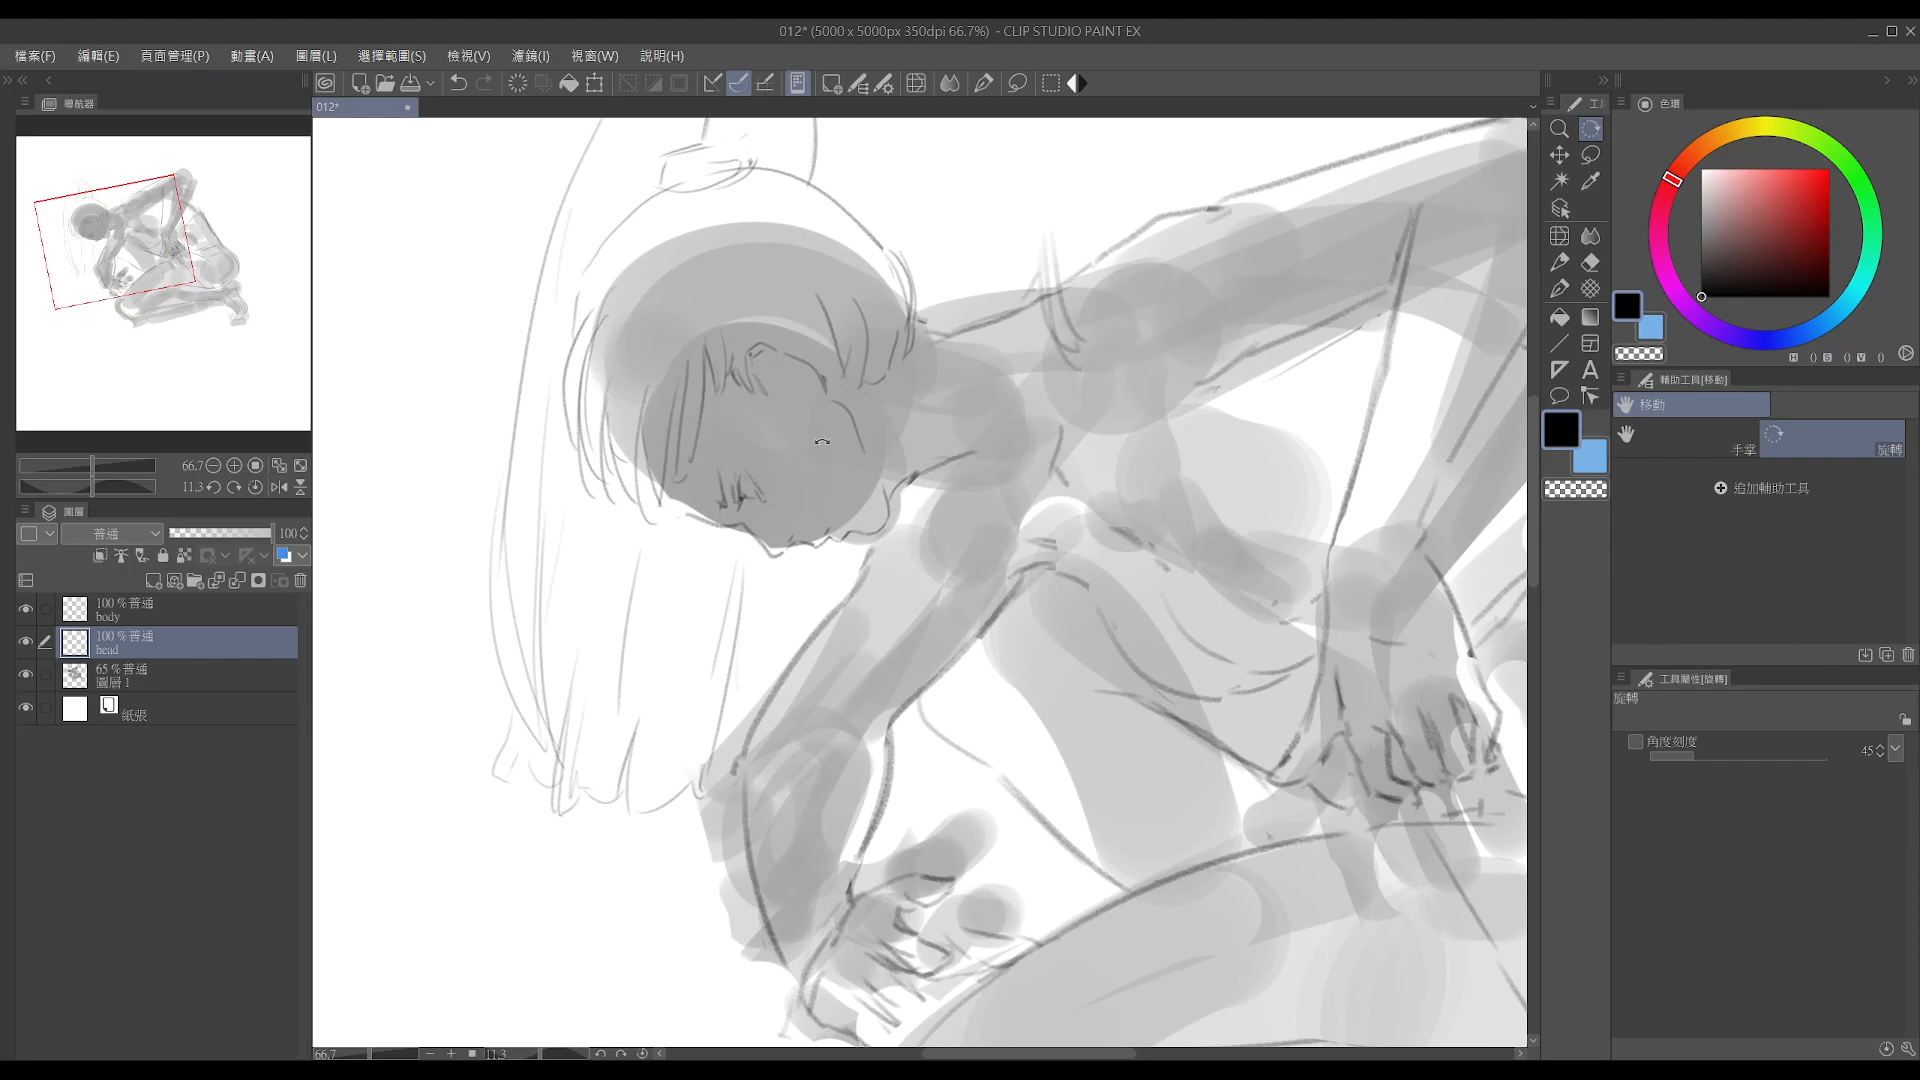 012* (5000 x 5000px 350dpi 66.7%) - CLIP STUDIO PAINT EX
檔案(F) 編輯(E) 頁面管理(P) 動畫(A) 圖層(L) 選擇範圍(S) 檢視(V) 濾鏡(I) 視窗(W) 說明(H)
導航器
012*
色環
66.7
11.3
圖層
普通
100
100 %普通
body
100 %普通
head
65 %普通
圖層 1
紙張
H 0 S 0 V 0
輔助工具[移動]
移動
手掌
旋轉
追加輔助工具
工具屬性[旋轉]
旋轉
角度刻度
45
66.7
11.3